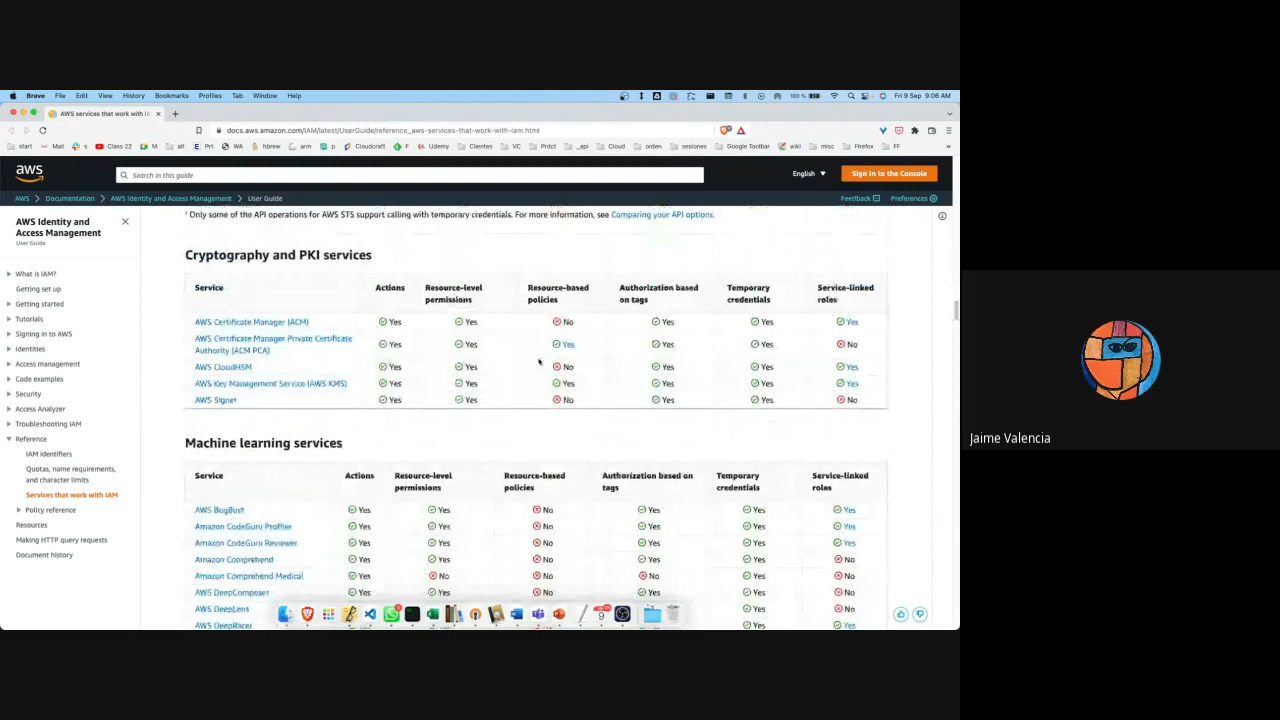 Brave File Edit View History Bookmarks Profiles Tab Window Help 100 % Fri 9 Sep 9:06 AM
AWS services that work with IA
docs.aws.amazon.com/IAM/latest/UserGuide/reference_aws-services-that-work-with-iam.html
start Mail s Class 22 M alt Prt WA hbrew arm p Cloudcraft F Udemy Clientes VC Prdct _api Cloud orden sesiones Google Toolbar wiki misc Firefox FF »
aws Search in this guide English Sign In to the Console
AWS Documentation AWS Identity and Access Management User Guide Feedback Preferences
AWS Identity and
Access Management
User Guide
What is IAM?
Getting set up
Getting started
Tutorials
Signing in to AWS
Identities
Access management
Code examples
Security
Access Analyzer
Troubleshooting IAM
Reference
IAM identifiers
Quotas, name requirements,
and character limits
Services that work with IAM
Policy reference
Resources
Making HTTP query requests
Document history
Only some of the API operations for AWS STS support calling with temporary credentials. For more information, see Comparing your API options.
Cryptography and PKI services
Service Actions Resource-level permissions Resource-based policies Authorization based on tags Temporary credentials Service-linked roles
AWS Certificate Manager (ACM) Yes Yes No Yes Yes Yes
AWS Certificate Manager Private Certificate Authority (ACM PCA) Yes Yes Yes Yes Yes No
AWS CloudHSM Yes Yes No Yes Yes Yes
AWS Key Management Service (AWS KMS) Yes Yes Yes Yes Yes Yes
AWS Signer Yes Yes No Yes Yes No
Machine learning services
Service Actions Resource-level permissions Resource-based policies Authorization based on tags Temporary credentials Service-linked roles
AWS BugBust Yes Yes No Yes Yes Yes
Amazon CodeGuru Profiler Yes Yes No Yes Yes Yes
Amazon CodeGuru Reviewer Yes Yes No Yes Yes Yes
Amazon Comprehend Yes Yes No Yes Yes No
Amazon Comprehend Medical Yes No No No Yes No
AWS DeepComposer Yes Yes No Yes Yes No
AWS DeepLens Yes No
AWS DeepRacer Yes Yes
9
Jaime Valencia